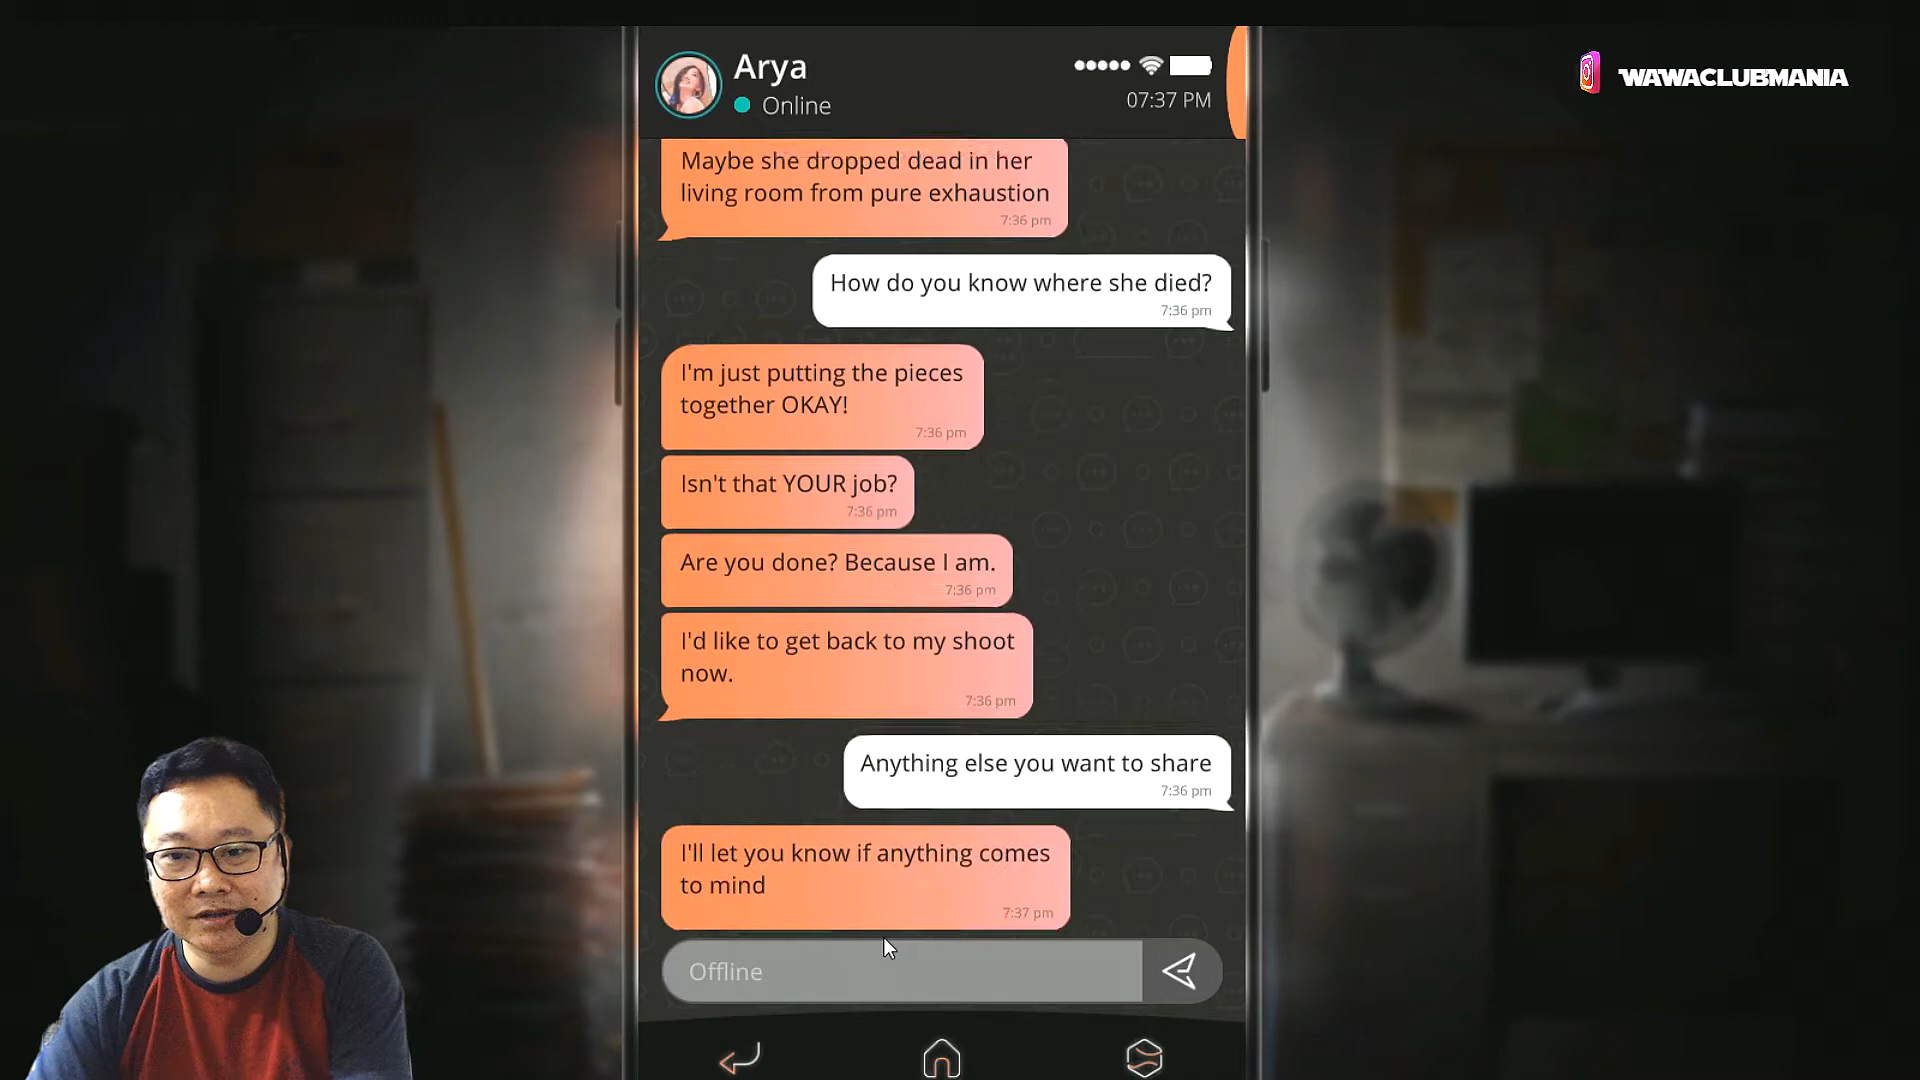 Arya
Online
07:37 PM
WAWACLUBMANIA
Maybe she dropped dead in her
living room from pure exhaustion
7:36 pm
How do you know where she died?
7:36 pm
I'm just putting the pieces
together OKAY!
7:36 pm
Isn't that YOUR job?
7:36 pm
Are you done? Because I am.
7:36 pm
I'd like to get back to my shoot
now.
7:36 pm
Anything else you want to share
7:36 pm
I'll let you know if anything comes
to mind
7:37 pm
Offline